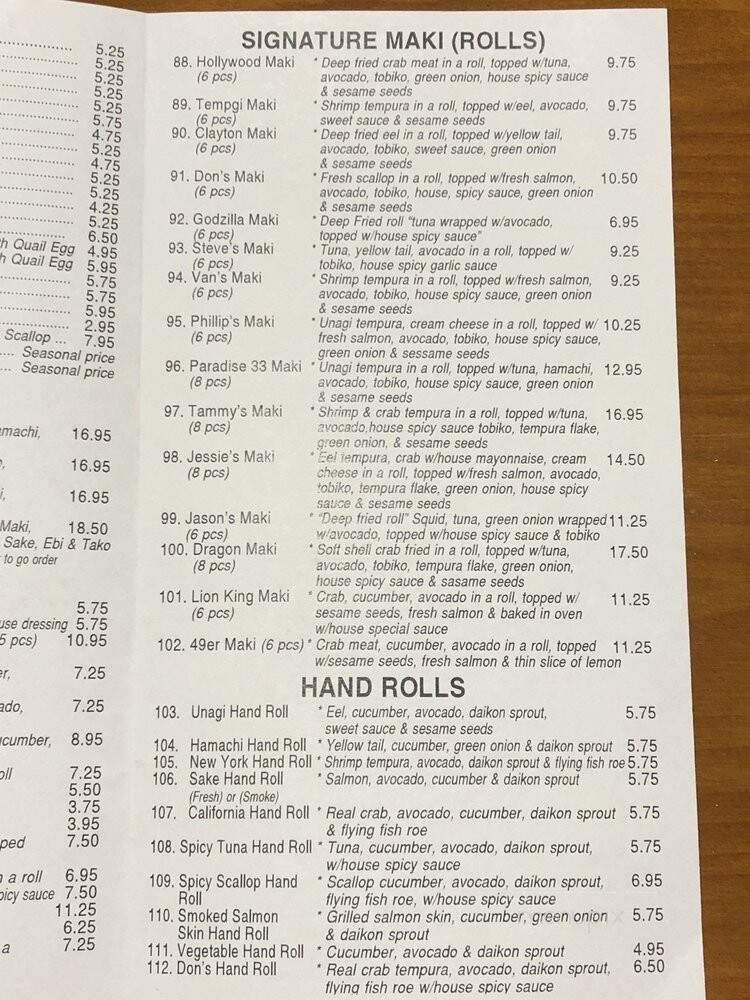 5.25
5.25
5.25
5.25
5.25
5.75
4.75
5.25
4.75
5.25
5.25
4.25
5.25
6.50
h Quail Egg 4.95
h Quail Egg 5.95
5.75
5.75
5.95
2.95
Scallop ... 7.95
Seasonal price
Seasonal price
amachi, 16.95
16.95
16.95
Maki, 18.50
Sake, Ebi & Tako
to go order
5.75
use dressing 5.75
5 pcs) 10.95
er, 7.25
ado, 7.25
ucumber, 8.95
oll 7.25
5.50
3.75
3.95
ped 7.50
n a roll 6.95
picy sauce 7.50
11.25
6.25
a 7.25
SIGNATURE MAKI (ROLLS)
88. Hollywood Maki * Deep fried crab meat in a roll, topped w/tuna, 9.75
(6 pcs) avocado, tobiko, green onion, house spicy sauce
& sesame seeds
89. Tempgi Maki * Shrimp tempura in a roll, topped w/eel, avocado, 9.75
(6 pcs) sweet sauce & sesame seeds
90. Clayton Maki * Deep fried eel in a roll, topped w/yellow tail, 9.75
(6 pcs) avocado, tobiko, sweet sauce, green onion
& sesame seeds
91. Don's Maki * Fresh scallop in a roll, topped w/fresh salmon, 10.50
(6 pcs) avocado, tobiko, house, spicy sauce, green onion
& sesame seeds
92. Godzilla Maki * Deep Fried roll "tuna wrapped w/avocado, 6.95
(6 pcs) topped w/house spicy sauce"
93. Steve's Maki * Tuna, yellow tail, avocado in a roll, topped w/ 9.25
(6 pcs) tobiko, house spicy garlic sauce
94. Van's Maki * Shrimp tempura in a roll, topped w/fresh salmon, 9.25
(6 pcs) avocado, tobiko, house spicy sauce, green onion
& sesame seeds
95. Phillip's Maki * Unagi tempura, cream cheese in a roll, topped w/ 10.25
(6 pcs) fresh salmon, avocado, tobiko, house spicy sauce,
green onion & sessame seeds
96. Paradise 33 Maki * Unagi tempura in a roll, topped w/tuna, hamachi, 12.95
(8 pcs) avocado, tobiko, house spicy sauce, green onion
& sesame seeds
97. Tammy's Maki * Shrimp & crab tempura in a roll, topped w/tuna, 16.95
(8 pcs) avocado,house spicy sauce tobiko, tempura flake,
green onion, & sesame seeds
98. Jessie's Maki * Eel tempura, crab w/house mayonnaise, cream 14.50
(8 pcs) cheese in a roll, topped w/fresh salmon, avocado,
tobiko, tempura flake, green onion, house spicy
sauce & sesame seeds
99. Jason's Maki * "Deep fried roll" Squid, tuna, green onion wrapped 11.25
(6 pcs) w/avocado, topped w/house spicy sauce & tobiko
100. Dragon Maki * Soft shell crab fried in a roll, topped w/tuna, 17.50
(8 pcs) avocado, tobiko, tempura flake, green onion,
house spicy sauce & sasame seeds
101. Lion King Maki * Crab, cucumber, avocado in a roll, topped w/ 11.25
(6 pcs) sesame seeds, fresh salmon & baked in oven
w/house special sauce
102. 49er Maki (6 pcs) * Crab meat, cucumber, avocado in a roll, topped 11.25
w/sesame seeds, fresh salmon & thin slice of lemon
HAND ROLLS
103. Unagi Hand Roll * Eel, cucumber, avocado, daikon sprout, 5.75
sweet sauce & sesame seeds
104. Hamachi Hand Roll * Yellow tail, cucumber, green onion & daikon sprout 5.75
105. New York Hand Roll * Shrimp tempura, avocado, daikon sprout & flying fish roe 5.75
106. Sake Hand Roll * Salmon, avocado, cucumber & daikon sprout 5.75
(Fresh) or (Smoke)
107. California Hand Roll * Real crab, avocado, cucumber, daikon sprout 5.75
& flying fish roe
108. Spicy Tuna Hand Roll * Tuna, cucumber, avocado, daikon sprout, 5.75
w/house spicy sauce
109. Spicy Scallop Hand * Scallop cucumber, avocado, daikon sprout, 6.95
Roll flying fish roe, w/house spicy sauce
110. Smoked Salmon * Grilled salmon skin, cucumber, green onion 5.75
Skin Hand Roll & daikon sprout
111. Vegetable Hand Roll * Cucumber, avocado & daikon sprout 4.95
112. Don's Hand Roll * Real crab tempura, avocado, daikon sprout, 6.50
flying fish roe w/house spicy sauce